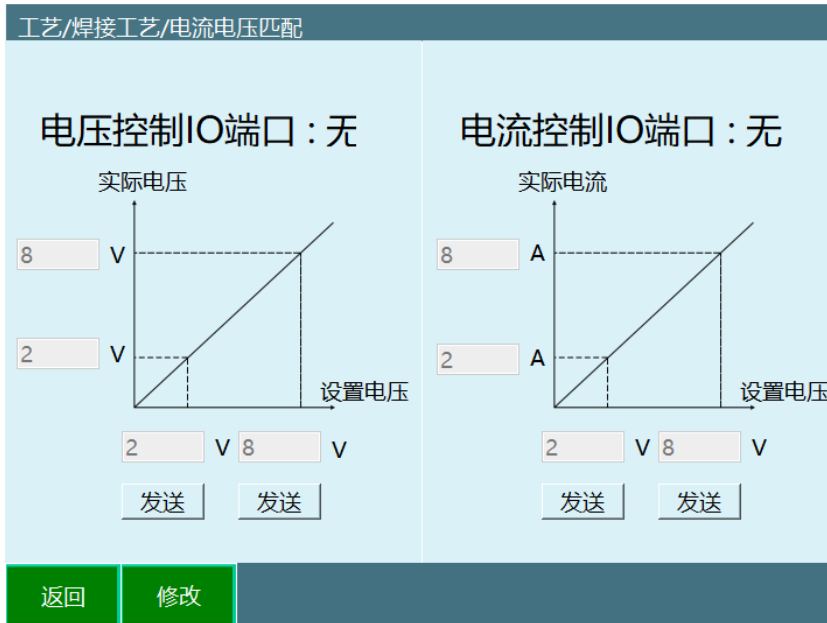 工艺/焊接工艺/电流电压匹配
电压控制IO端口 : 无
实际电压
8 V
2 V
设置电压
2 V 8 V
发送 发送
电流控制IO端口 : 无
实际电流
8 A
2 A
设置电压
2 V 8 V
发送 发送
返回 修改